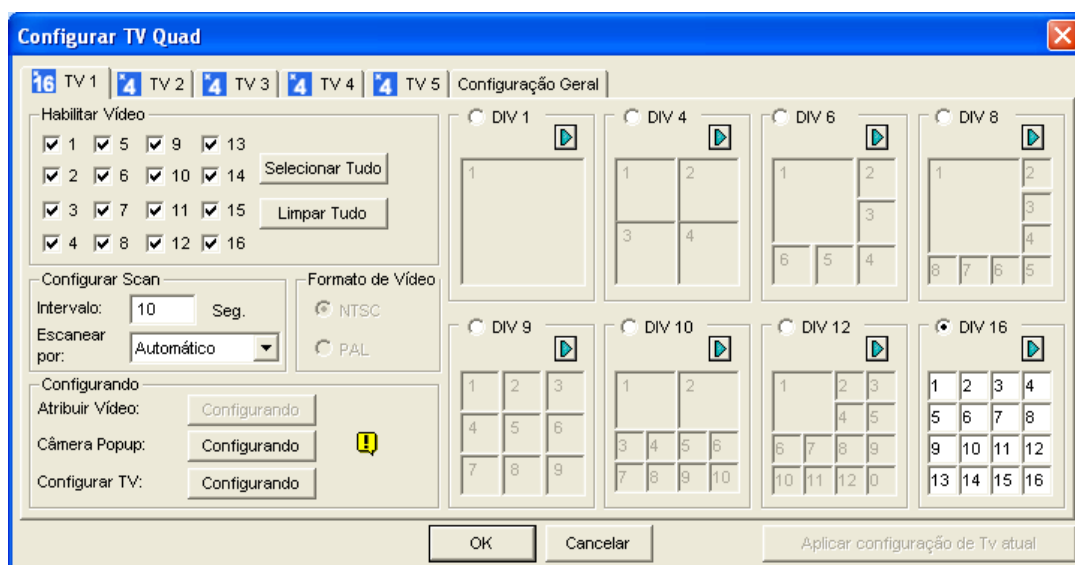 Configurar TV Quad
16 TV 1 4 TV 2 4 TV 3 4 TV 4 4 TV 5 Configuração Geral
Habilitar Vídeo
1 5 9 13
2 6 10 14
3 7 11 15
4 8 12 16
Selecionar Tudo
Limpar Tudo
Configurar Scan
Intervalo: 10 Seg.
Escanear por: Automático
Formato de Vídeo
NTSC
PAL
Configurando
Atribuir Vídeo: Configurando
Câmera Popup: Configurando
Configurar TV: Configurando
DIV 1
1
DIV 4
1 2
3 4
DIV 6
1 2
3
6 5 4
DIV 8
1 2
3
4
8 7 6 5
DIV 9
1 2 3
4 5 6
7 8 9
DIV 10
1 2
3 4 5 6
7 8 9 10
DIV 12
1 2 3
4 5
6 7 8 9
10 11 12 0
DIV 16
1 2 3 4
5 6 7 8
9 10 11 12
13 14 15 16
OK Cancelar Aplicar configuração de Tv atual